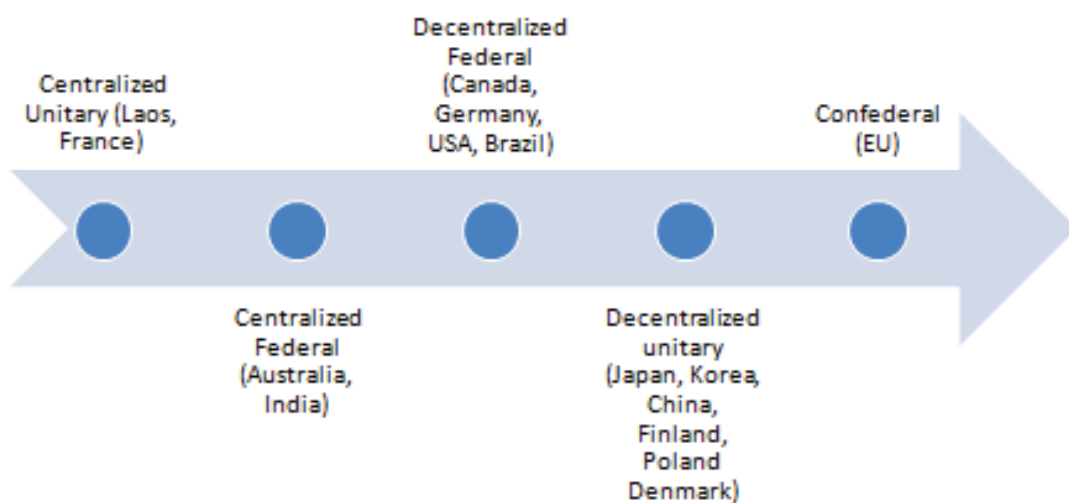 Centralized
Unitary (Laos,
France)
Centralized
Federal
(Australia,
India)
Decentralized
Federal
(Canada,
Germany,
USA, Brazil)
Decentralized
unitary
(Japan, Korea,
China,
Finland,
Poland
Denmark)
Confederal
(EU)